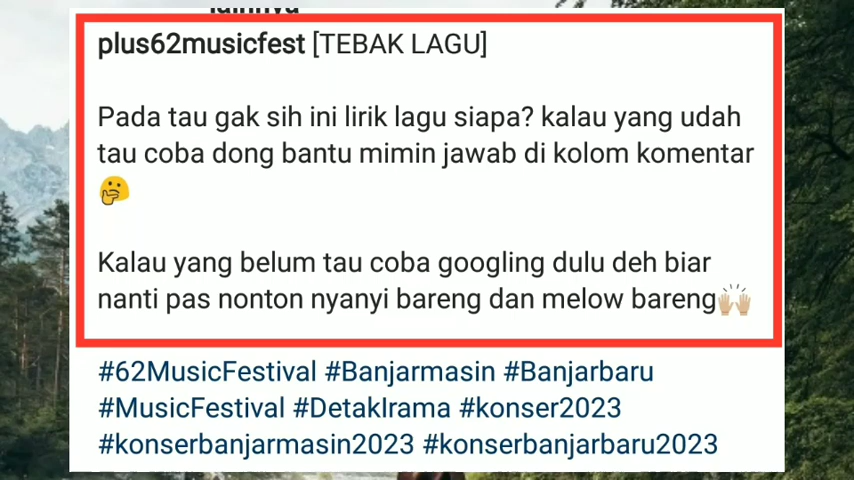 lainnya
plus62musicfest [TEBAK LAGU]
Pada tau gak sih ini lirik lagu siapa? kalau yang udah
tau coba dong bantu mimin jawab di kolom komentar
🤔
Kalau yang belum tau coba googling dulu deh biar
nanti pas nonton nyanyi bareng dan melow bareng🙌🏼
#62MusicFestival #Banjarmasin #Banjarbaru
#MusicFestival #DetakIrama #konser2023
#konserbanjarmasin2023 #konserbanjarbaru2023